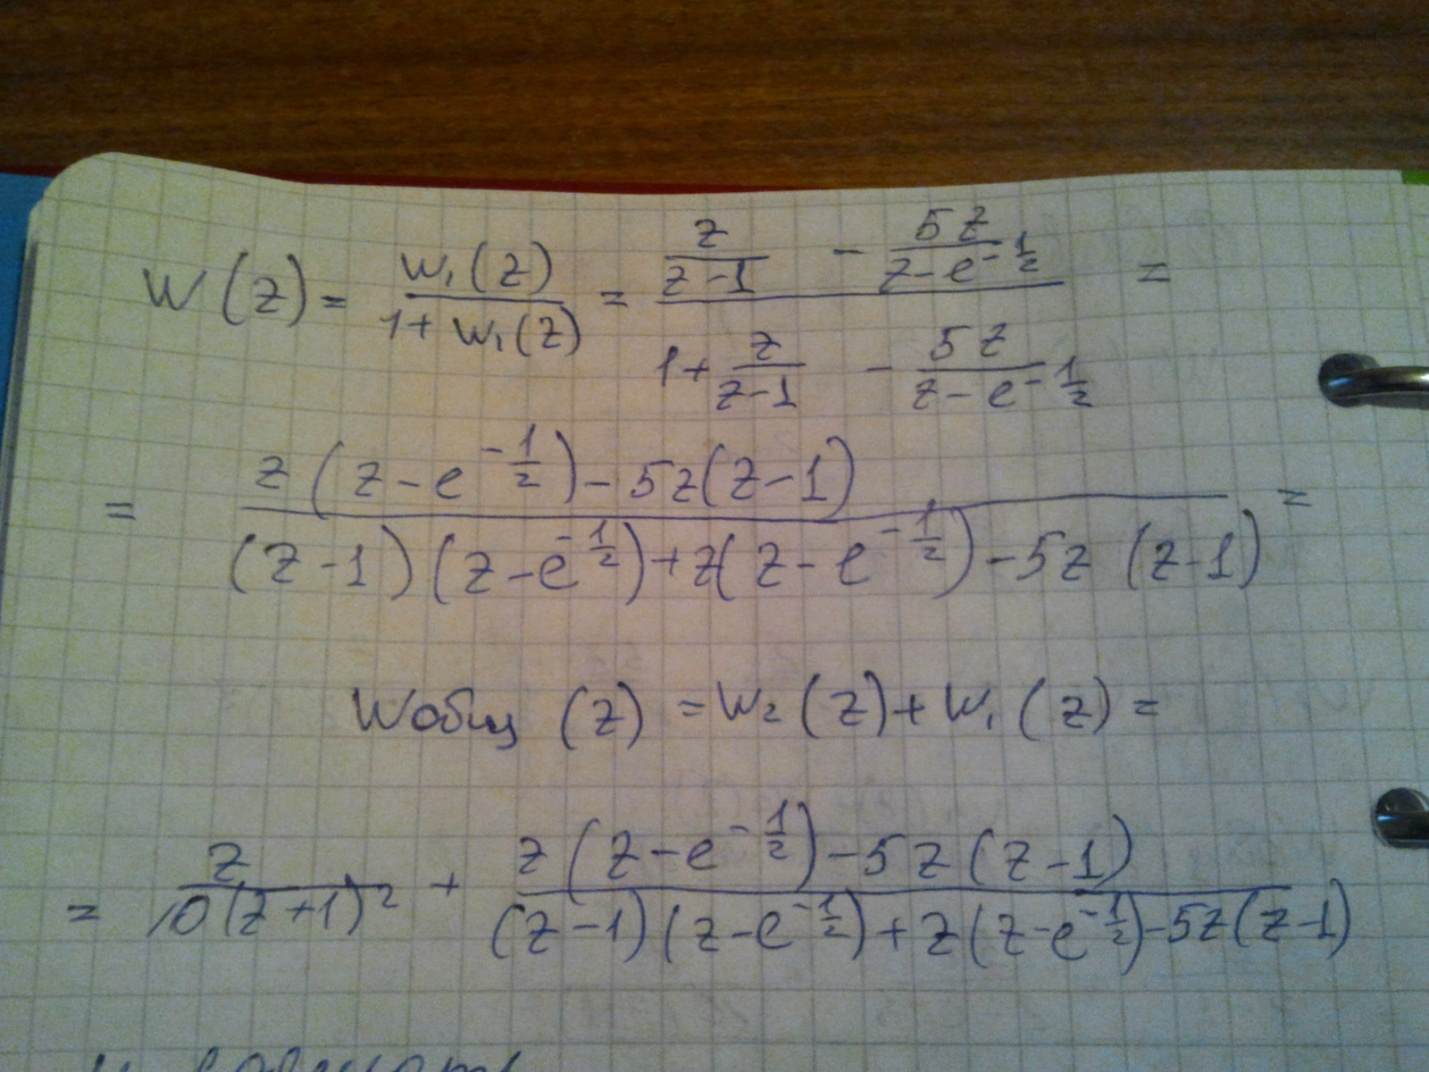 W(z) = W₁(z) / (1 + W₁(z)) = (z/(z-1) - 5z/(z-e^{-1/2})) / (1 + z/(z-1) - 5z/(z-e^{-1/2})) =
= (z(z-e^{-1/2}) - 5z(z-1)) / ((z-1)(z-e^{-1/2}) + z(z-e^{-1/2}) - 5z(z-1)) =
Wобщ (z) = W₂(z) + W₁(z) =
= z / (10(z+1)²) + (z(z-e^{-1/2}) - 5z(z-1)) / ((z-1)(z-e^{-1/2}) + z(z-e^{-1/2}) - 5z(z-1))